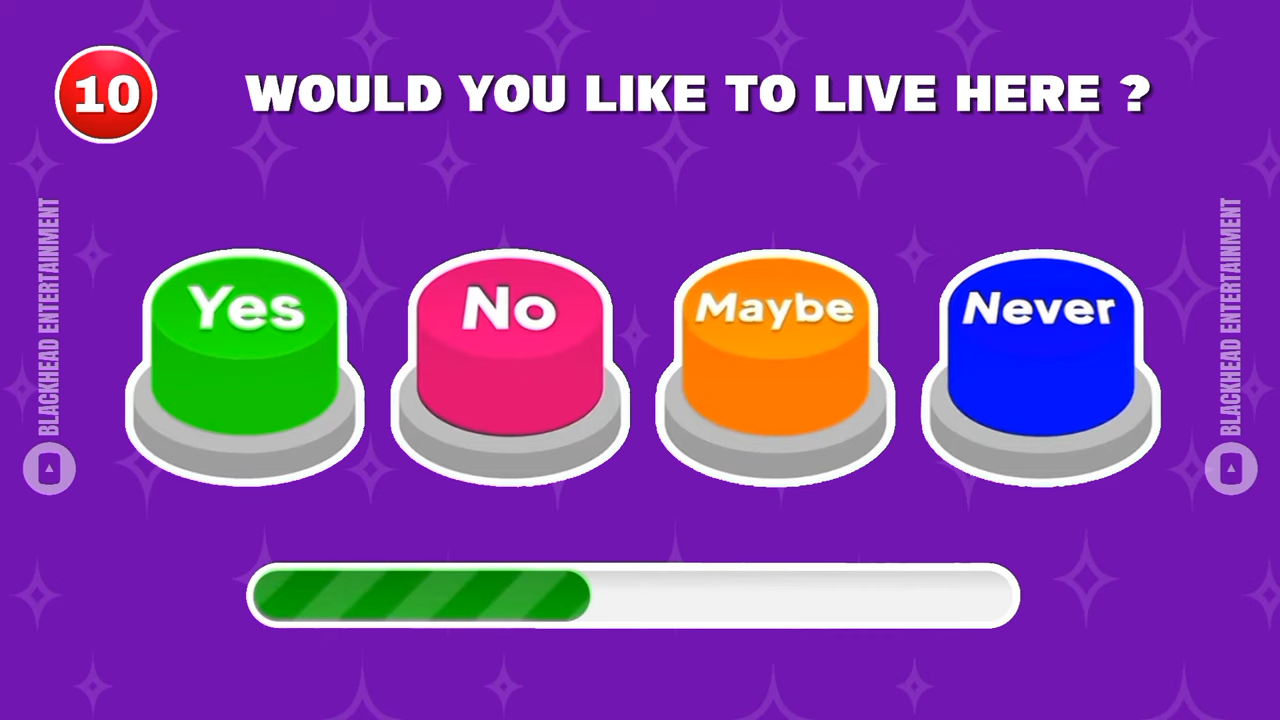 10
WOULD YOU LIKE TO LIVE HERE ?
BLACKHEAD ENTERTAINMENT
Yes
No
Maybe
Never
BLACKHEAD ENTERTAINMENT